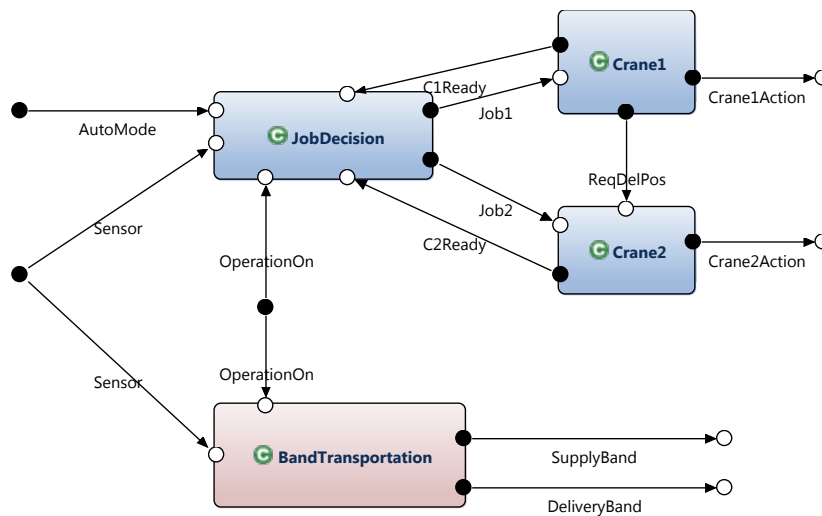 C Crane1
C1Ready
Job1
Crane1Action
AutoMode
C JobDecision
ReqDelPos
Sensor
Job2
C2Ready
C Crane2
Crane2Action
OperationOn
Sensor
OperationOn
C BandTransportation
SupplyBand
DeliveryBand